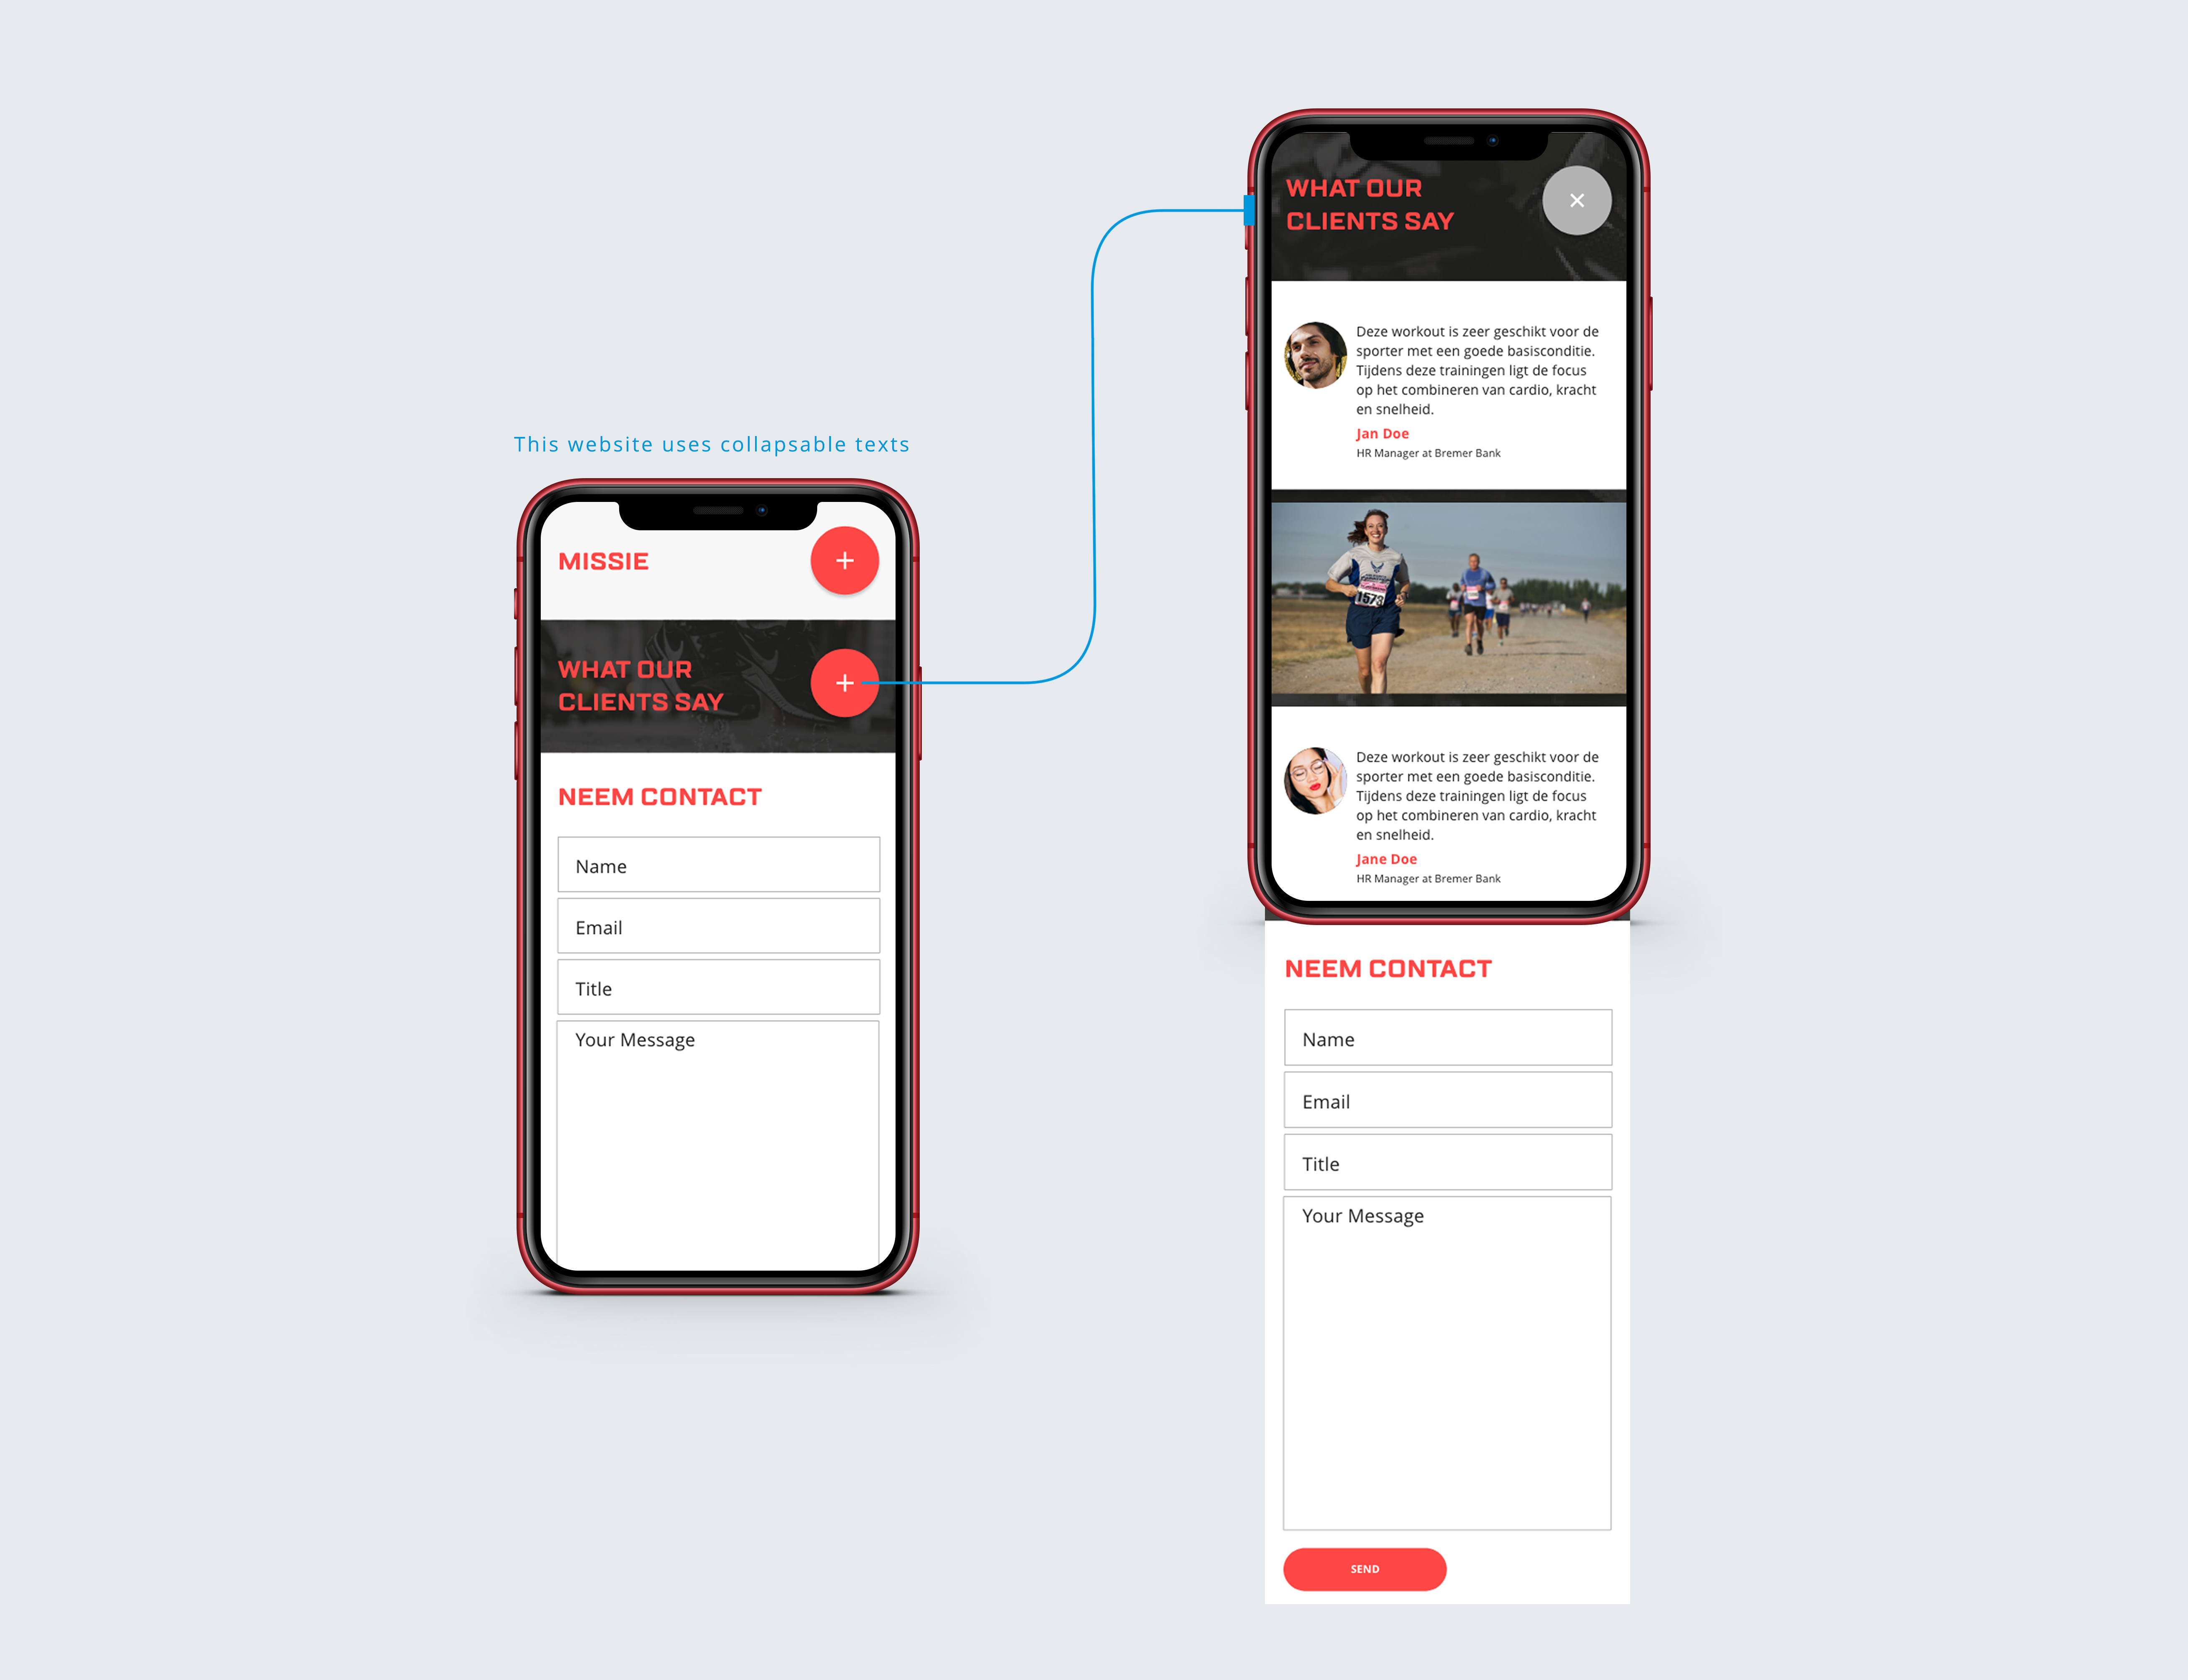 This website uses collapsable texts
MISSIE
WHAT OUR
CLIENTS SAY
NEEM CONTACT
Name
Email
Title
Your Message
WHAT OUR
CLIENTS SAY
Deze workout is zeer geschikt voor de
sporter met een goede basisconditie.
Tijdens deze trainingen ligt de focus
op het combineren van cardio, kracht
en snelheid.
Jan Doe
HR Manager at Bremer Bank
1573
Deze workout is zeer geschikt voor de
sporter met een goede basisconditie.
Tijdens deze trainingen ligt de focus
op het combineren van cardio, kracht
en snelheid.
Jane Doe
HR Manager at Bremer Bank
NEEM CONTACT
Name
Email
Title
Your Message
SEND